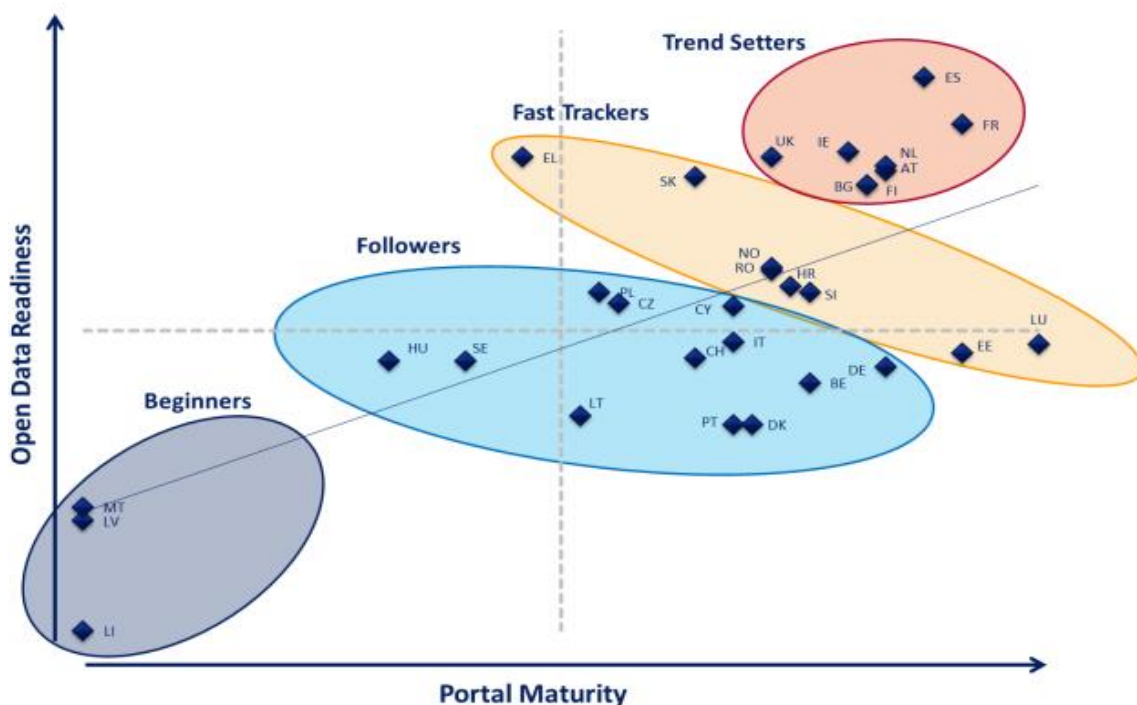 Trend Setters
ES
FR
Fast Trackers
UK
IE
NL
AT
EL
SK
BG
FI
Followers
NO
RO
HR
SI
PL
CZ
CY
LU
IT
EE
HU
SE
CH
DE
BE
Beginners
LT
PT
DK
MT
LV
LI
Open Data Readiness
Portal Maturity